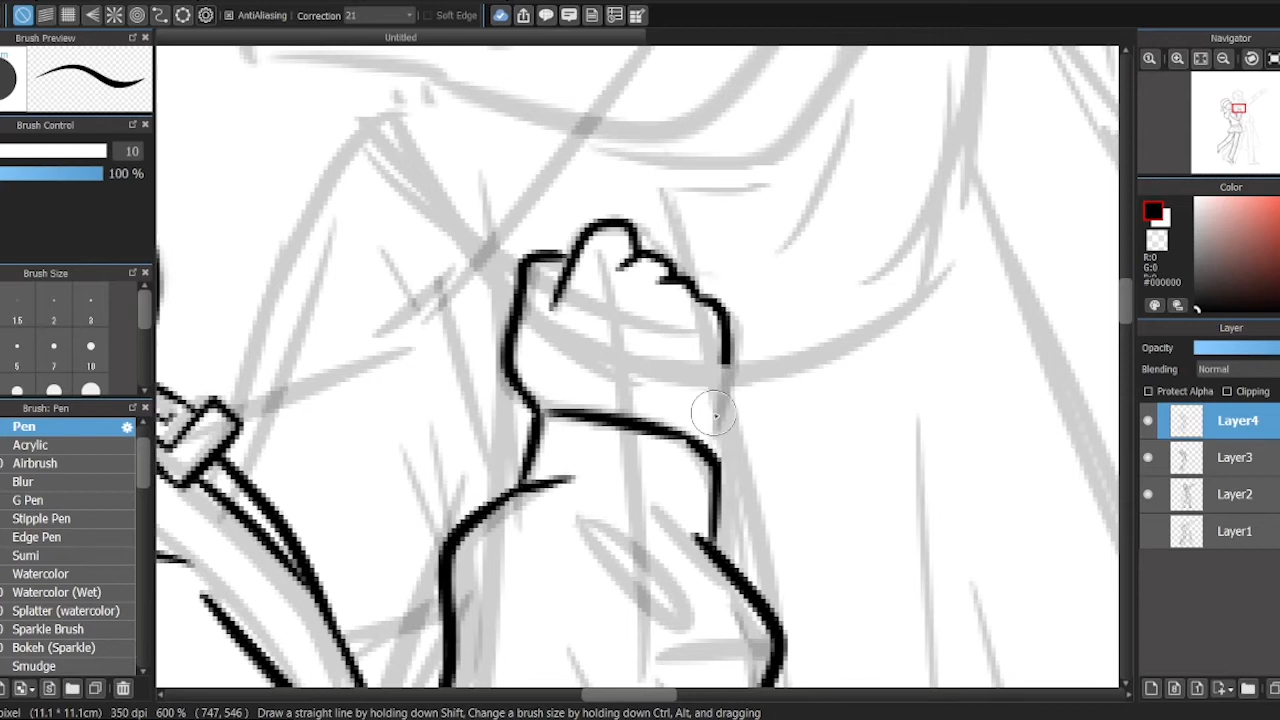 AntiAliasing Correction 21 Soft Edge
Brush Preview
Untitled
Navigator
Brush Control
10
100 %
Color
R:0
G:0
B:0
#000000
Brush Size
1.5 2 3
5 7 10
Layer
Opacity
Blending Normal
Protect Alpha Clipping
Layer4
Layer3
Layer2
Layer1
Brush: Pen
Pen
Acrylic
Airbrush
Blur
G Pen
Stipple Pen
Edge Pen
Sumi
Watercolor
Watercolor (Wet)
Splatter (watercolor)
Sparkle Brush
Bokeh (Sparkle)
Smudge
pixel (11.1 * 11.1cm) 350 dpi 600 % ( 747, 546 ) Draw a straight line by holding down Shift, Change a brush size by holding down Ctrl, Alt, and dragging